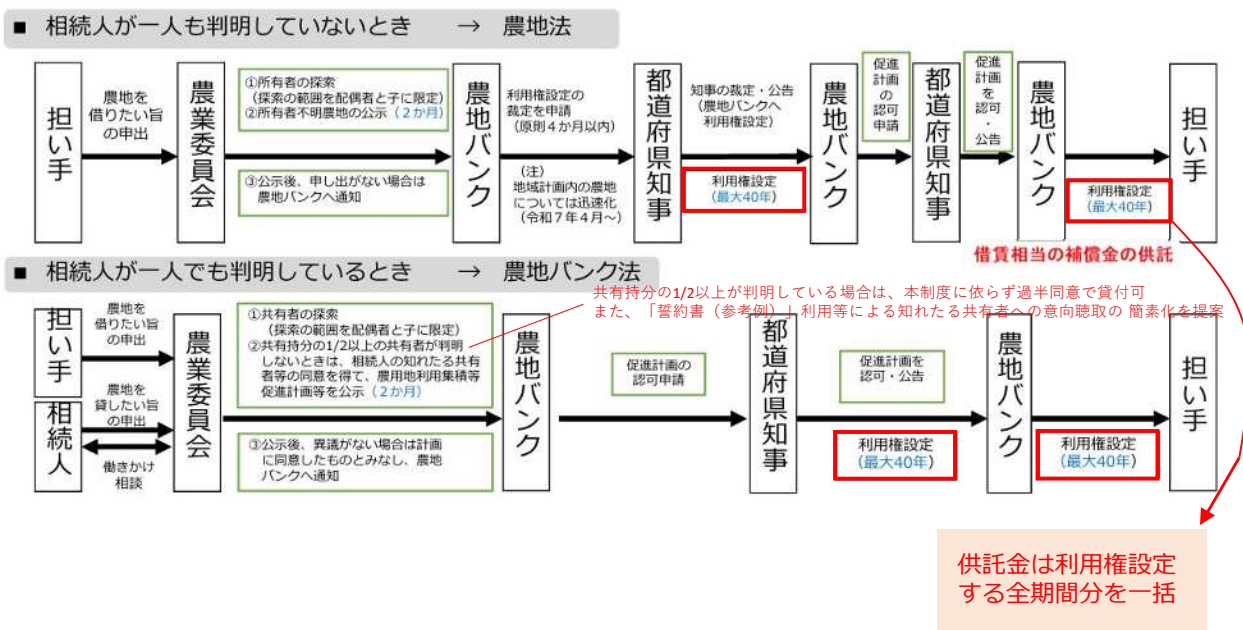 ■ 相続人が一人も判明していないとき → 農地法
担い手
農地を
借りたい旨
の申出
農業委員会
①所有者の探索
(探索の範囲を配偶者と子に限定)
②所有者不明農地の公示(2か月)
③公示後、申し出がない場合は
農地バンクへ通知
農地バンク
利用権設定の
裁定を申請
(原則4か月以内)
(注)
地域計画内の農地
については迅速化
(令和7年4月~)
都道府県知事
知事の裁定・公告
(農地バンクへ
利用権設定)
利用権設定
(最大40年)
農地バンク
促進
計画
の
認可
申請
都道府県知事
促進
計画
を
認可
・
公告
農地バンク
利用権設定
(最大40年)
担い手
借賃相当の補償金の供託
■ 相続人が一人でも判明しているとき → 農地バンク法
共有持分の1/2以上が判明している場合は、本制度に依らず過半同意で貸付可
また、「誓約書(参考例)」利用等による知れたる共有者への意向聴取の 簡素化を提案
担い手
農地を
借りたい旨
の申出
相続人
農地を
貸したい旨
の申出
働きかけ
相談
農業委員会
①共有者の探索
(探索の範囲を配偶者と子に限定)
②共有持分の1/2以上の共有者が判明
しないときは、相続人の知れたる共有
者等の同意を得て、農用地利用集積等
促進計画等を公示(2か月)
③公示後、異議がない場合は計画
に同意したものとみなし、農地
バンクへ通知
農地バンク
促進計画の
認可申請
都道府県知事
促進計画を
認可・公告
利用権設定
(最大40年)
農地バンク
利用権設定
(最大40年)
担い手
供託金は利用権設定
する全期間分を一括